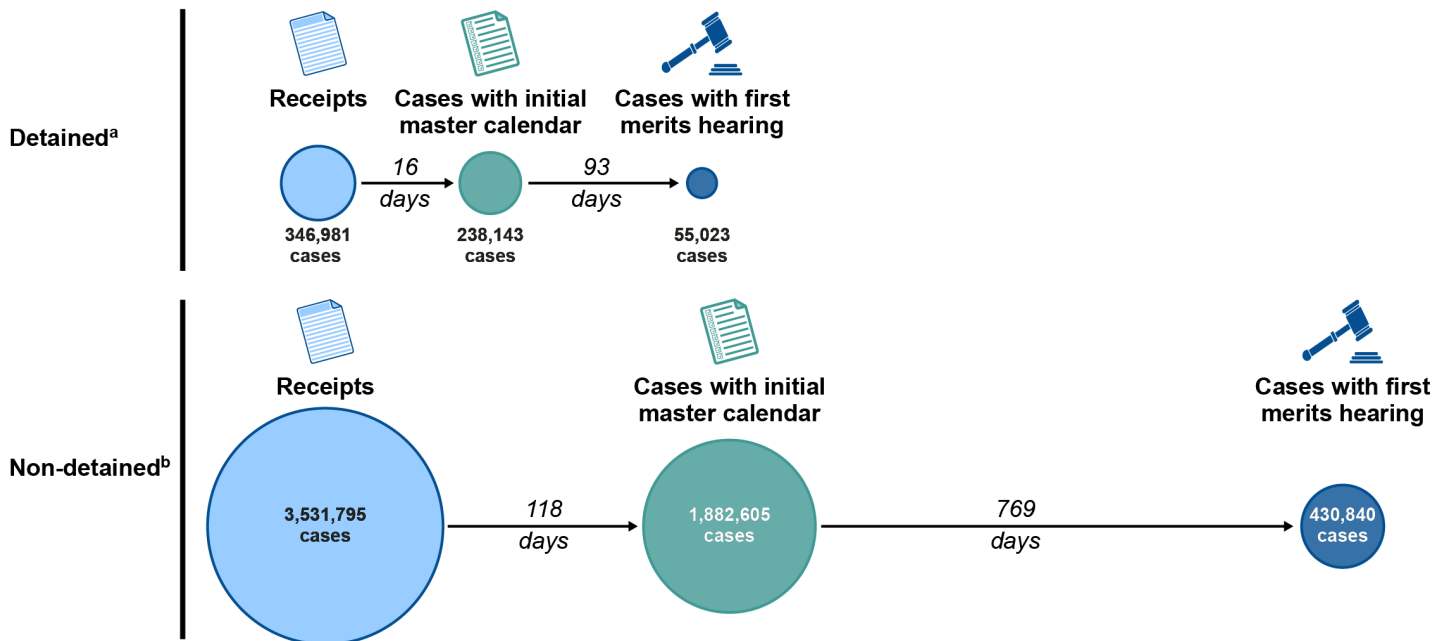 Detainedᵃ
Receipts
Cases with initial
master calendar
Cases with first
merits hearing
16
days
93
days
346,981
cases
238,143
cases
55,023
cases
Non-detainedᵇ
Receipts
Cases with initial
master calendar
Cases with first
merits hearing
3,531,795
cases
118
days
1,882,605
cases
769
days
430,840
cases